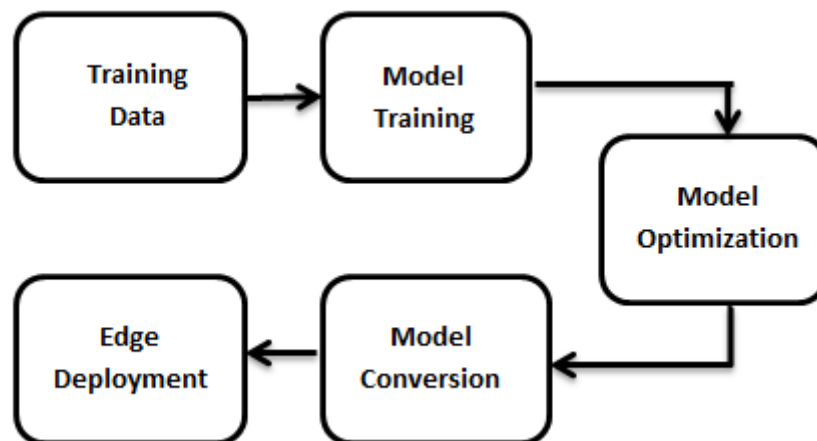 Training
Data
Model
Training
Model
Optimization
Model
Conversion
Edge
Deployment